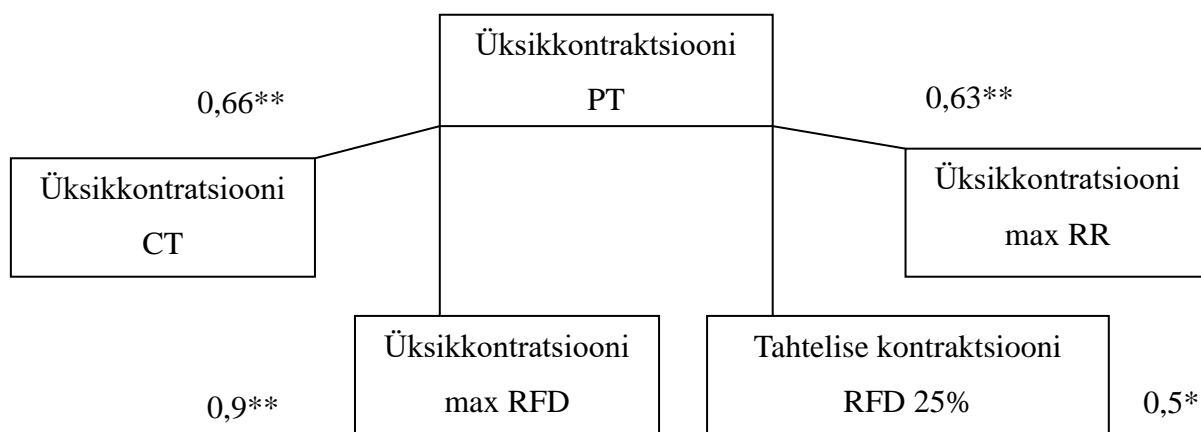 Üksikkontraktsiooni
PT
0,66**
0,63**
Üksikkontratsiooni
CT
Üksikkontratsiooni
max RR
Üksikkontratsiooni
max RFD
0,9**
Tahtelise kontraktsiooni
RFD 25%
0,5*